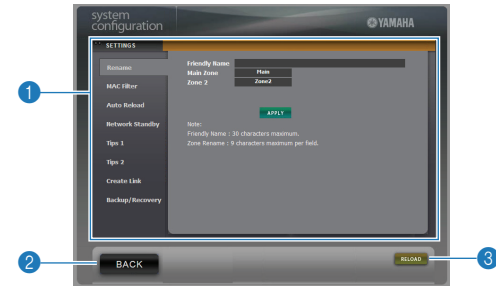 system
configuration
YAMAHA
SETTINGS
Rename
MAC Filter
Auto Reload
Network Standby
Tips 1
Tips 2
Create Link
Backup/Recovery
Friendly Name
Main Zone Main
Zone 2 Zone2
APPLY
Note:
Friendly Name : 30 characters maximum.
Zone Rename : 9 characters maximum per field.
1
2
BACK
RELOAD
3